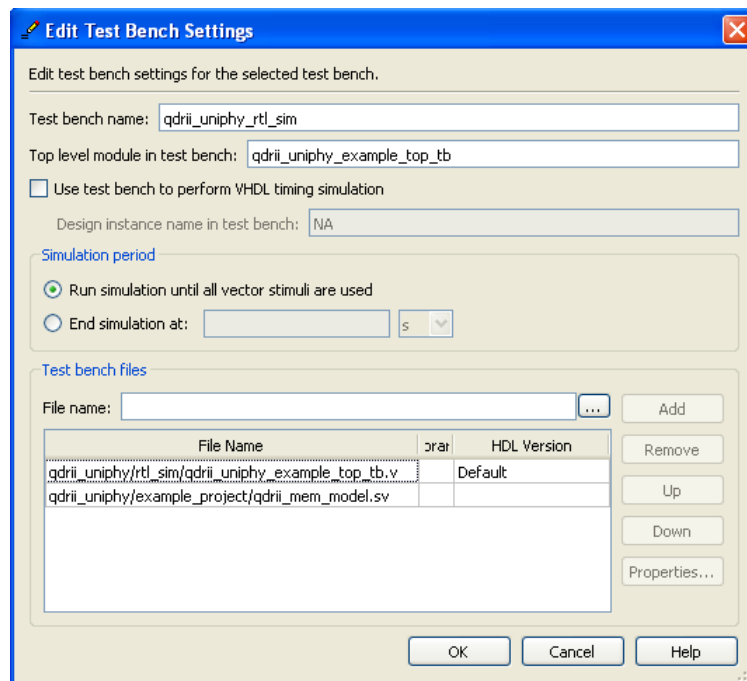 Edit Test Bench Settings
Edit test bench settings for the selected test bench.
Test bench name: qdrii_uniphy_rtl_sim
Top level module in test bench: qdrii_uniphy_example_top_tb
Use test bench to perform VHDL timing simulation
Design instance name in test bench: NA
Simulation period
Run simulation until all vector stimuli are used
End simulation at: s
Test bench files
File name: ... Add
File Name brar HDL Version Remove
qdrii_uniphy/rtl_sim/qdrii_uniphy_example_top_tb.v Default
qdrii_uniphy/example_project/qdrii_mem_model.sv Up
Down
Properties...
OK Cancel Help